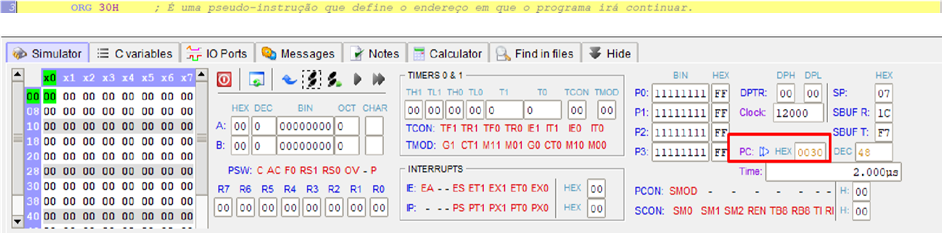 3 ORG 30H ; É uma pseudo-instrução que define o endereço em que o programa irá continuar.
Simulator C variables IO Ports Messages Notes Calculator Find in files Hide
x0 x1 x2 x3 x4 x5 x6 x7
00 00 00 00 00 00 00 00 00
08 00 00 00 00 00 00 00 00
10 00 00 00 00 00 00 00 00
18 00 00 00 00 00 00 00 00
20 00 00 00 00 00 00 00 00
28 00 00 00 00 00 00 00 00
30 00 00 00 00 00 00 00 00
38 00 00 00 00 00 00 00 00
40 00 00 00 00 00 00 00 00
HEX DEC BIN OCT CHAR
A: 00 0 00000000 0
B: 00 0 00000000 0
PSW: C AC F0 RS1 RS0 OV - P
R7 R6 R5 R4 R3 R2 R1 R0
00 00 00 00 00 00 00 00
TIMERS 0 & 1
TH1 TL1 TH0 TL0 T1 T0 TCON TMOD
00 00 00 00 0 0 00 00
TCON: TF1 TR1 TF0 TR0 IE1 IT1 IE0 IT0
TMOD: G1 CT1 M11 M01 G0 CT0 M10 M00
INTERRUPTS
IE: EA - - ES ET1 EX1 ET0 EX0 HEX 00
IP: - - - PS PT1 PX1 PT0 PX0 HEX 00
BIN HEX DPH DPL HEX
P0: 11111111 FF DPTR: 00 00 SP: 07
P1: 11111111 FF Clock: 12000 SBUF R: 1C
P2: 11111111 FF SBUF T: F7
P3: 11111111 FF PC: HEX 0030 DEC 48
Time: 2.000µs
PCON: SMOD - - - - - - - H: 00
SCON: SM0 SM1 SM2 REN TB8 RB8 TI RI H: 00